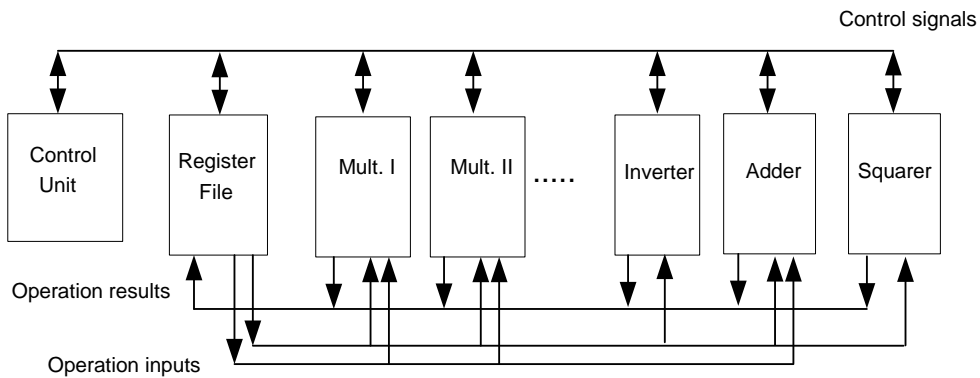 Control signals
Control
Unit
Register
File
Mult. I
Mult. II
.....
Inverter
Adder
Squarer
Operation results
Operation inputs